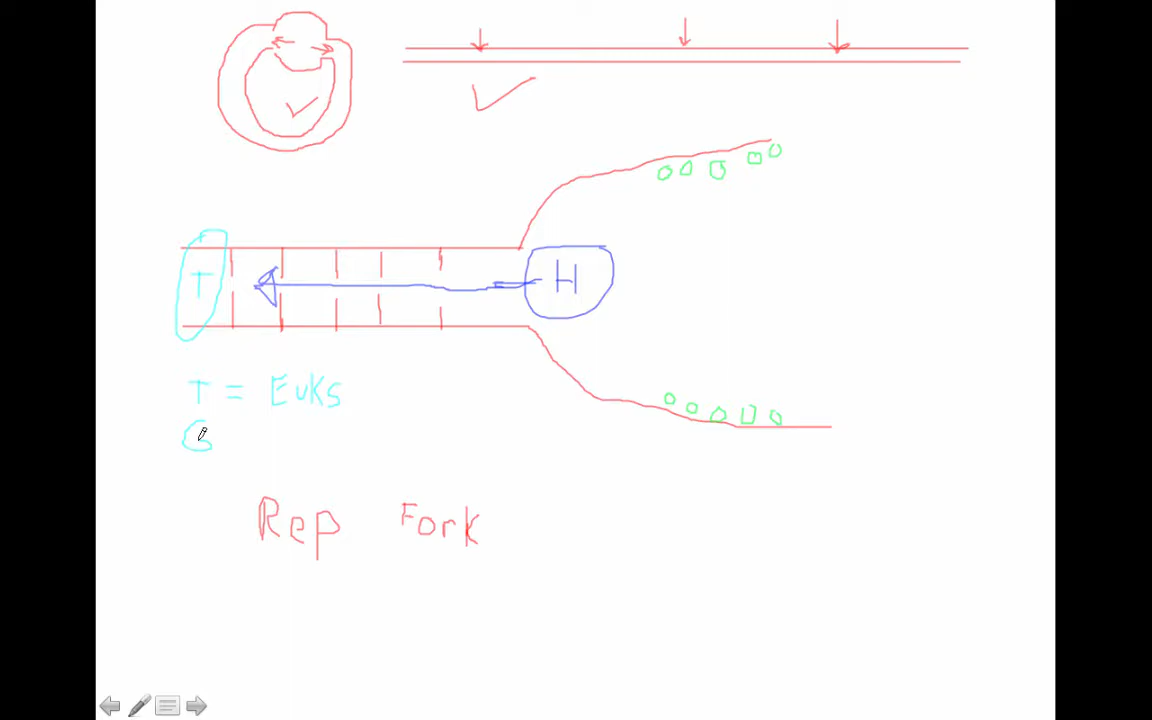 T
H
T = Euks
G
Rep Fork